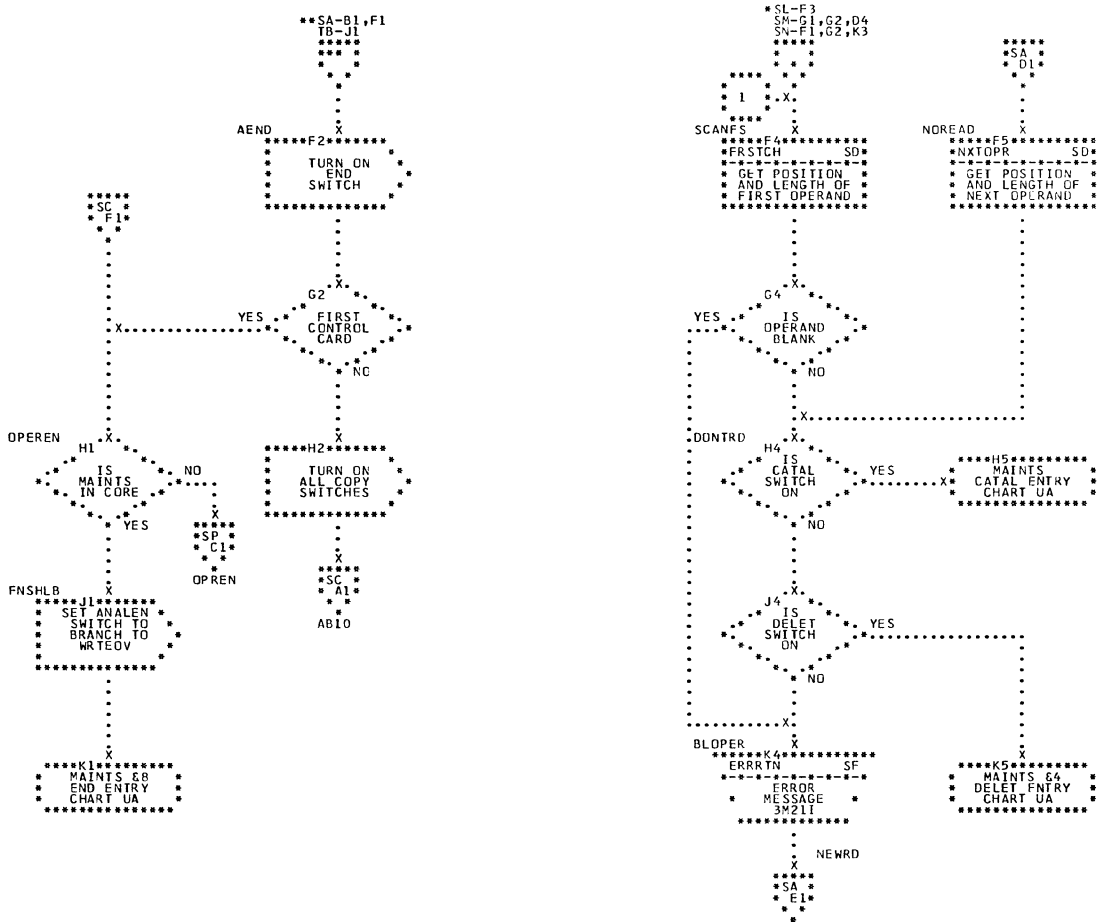 **SA-B1,F1
TB-J1
***
AEND
F2
TURN ON
END
SWITCH
SC
F1
G2
FIRST
CONTROL
CARD
YES
NO
OPEREN
H1
IS
MAINTS
IN CORE
NO
YES
SP
C1
OPREN
H2
TURN ON
ALL COPY
SWITCHES
SC
A1
AB10
FNSHLB
J1
SET ANALEN
SWITCH TO
BRANCH TO
WRTEOV
K1
MAINTS &8
END ENTRY
CHART UA
*SL-F3
SM-G1,G2,D4
SN-F1,G2,K3
1
SCANFS
F4
FRSTCH SD
GET POSITION
AND LENGTH OF
FIRST OPERAND
SA
D1
NOREAD
F5
NXTOPR SD
GET POSITION
AND LENGTH OF
NEXT OPERAND
G4
IS
OPERAND
BLANK
YES
NO
DONTRD
H4
IS
CATAL
SWITCH
ON
YES
NO
H5
MAINTS
CATAL ENTRY
CHART UA
J4
IS
DELET
SWITCH
ON
YES
NO
BLOPER
K4
ERRRTN SF
ERROR
MESSAGE
3M21I
K5
MAINTS &4
DELET ENTRY
CHART UA
NEWRD
SA
E1